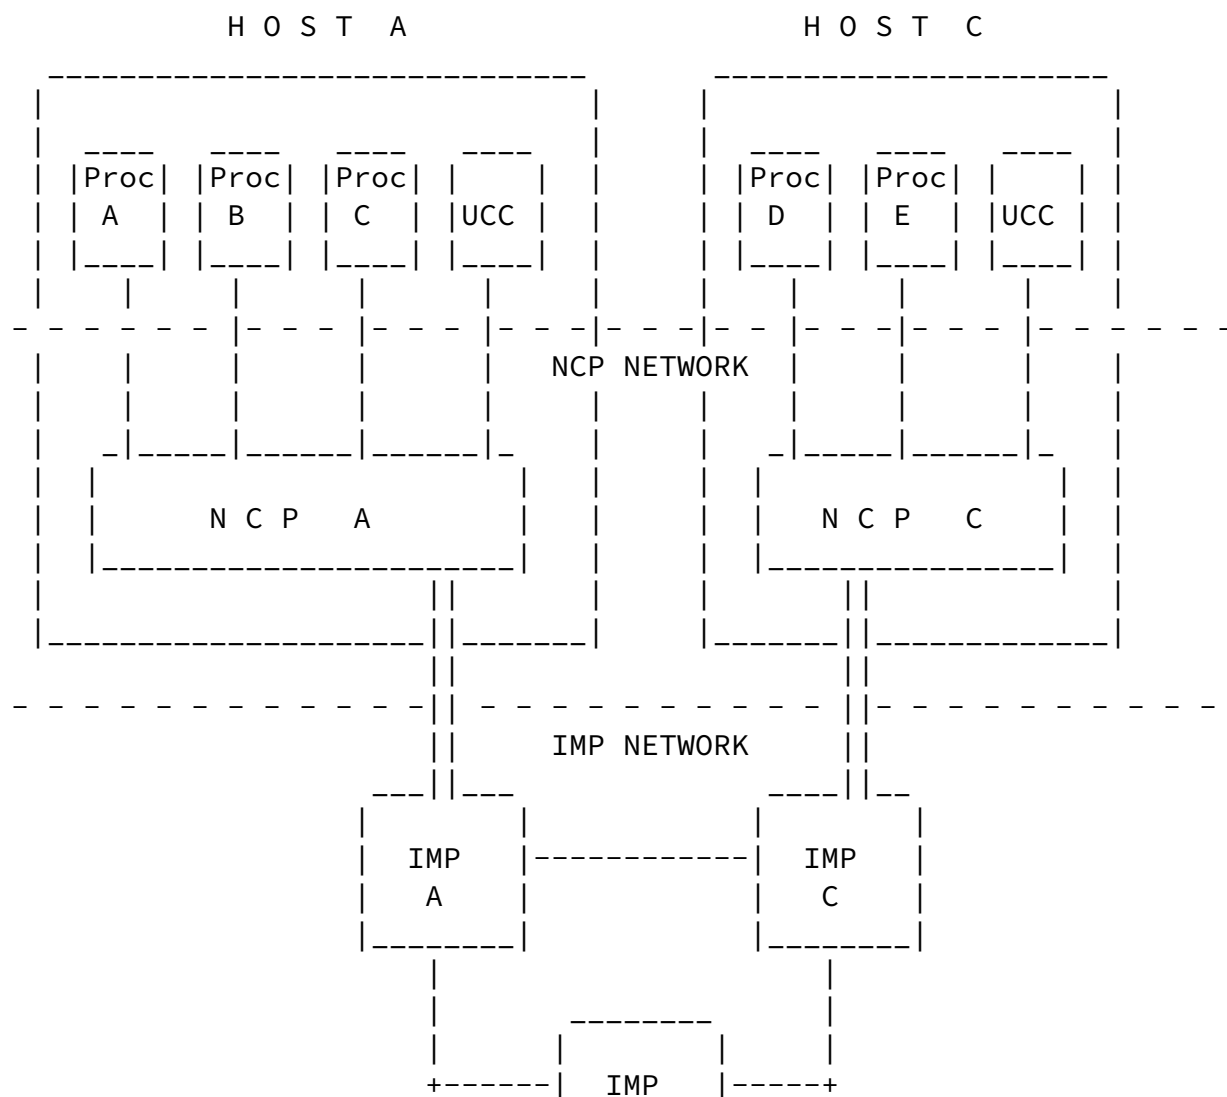 H O S T A H O S T C
Proc Proc Proc Proc Proc
A B C UCC D E UCC
NCP NETWORK
N C P A N C P C
IMP NETWORK
IMP IMP
A C
IMP